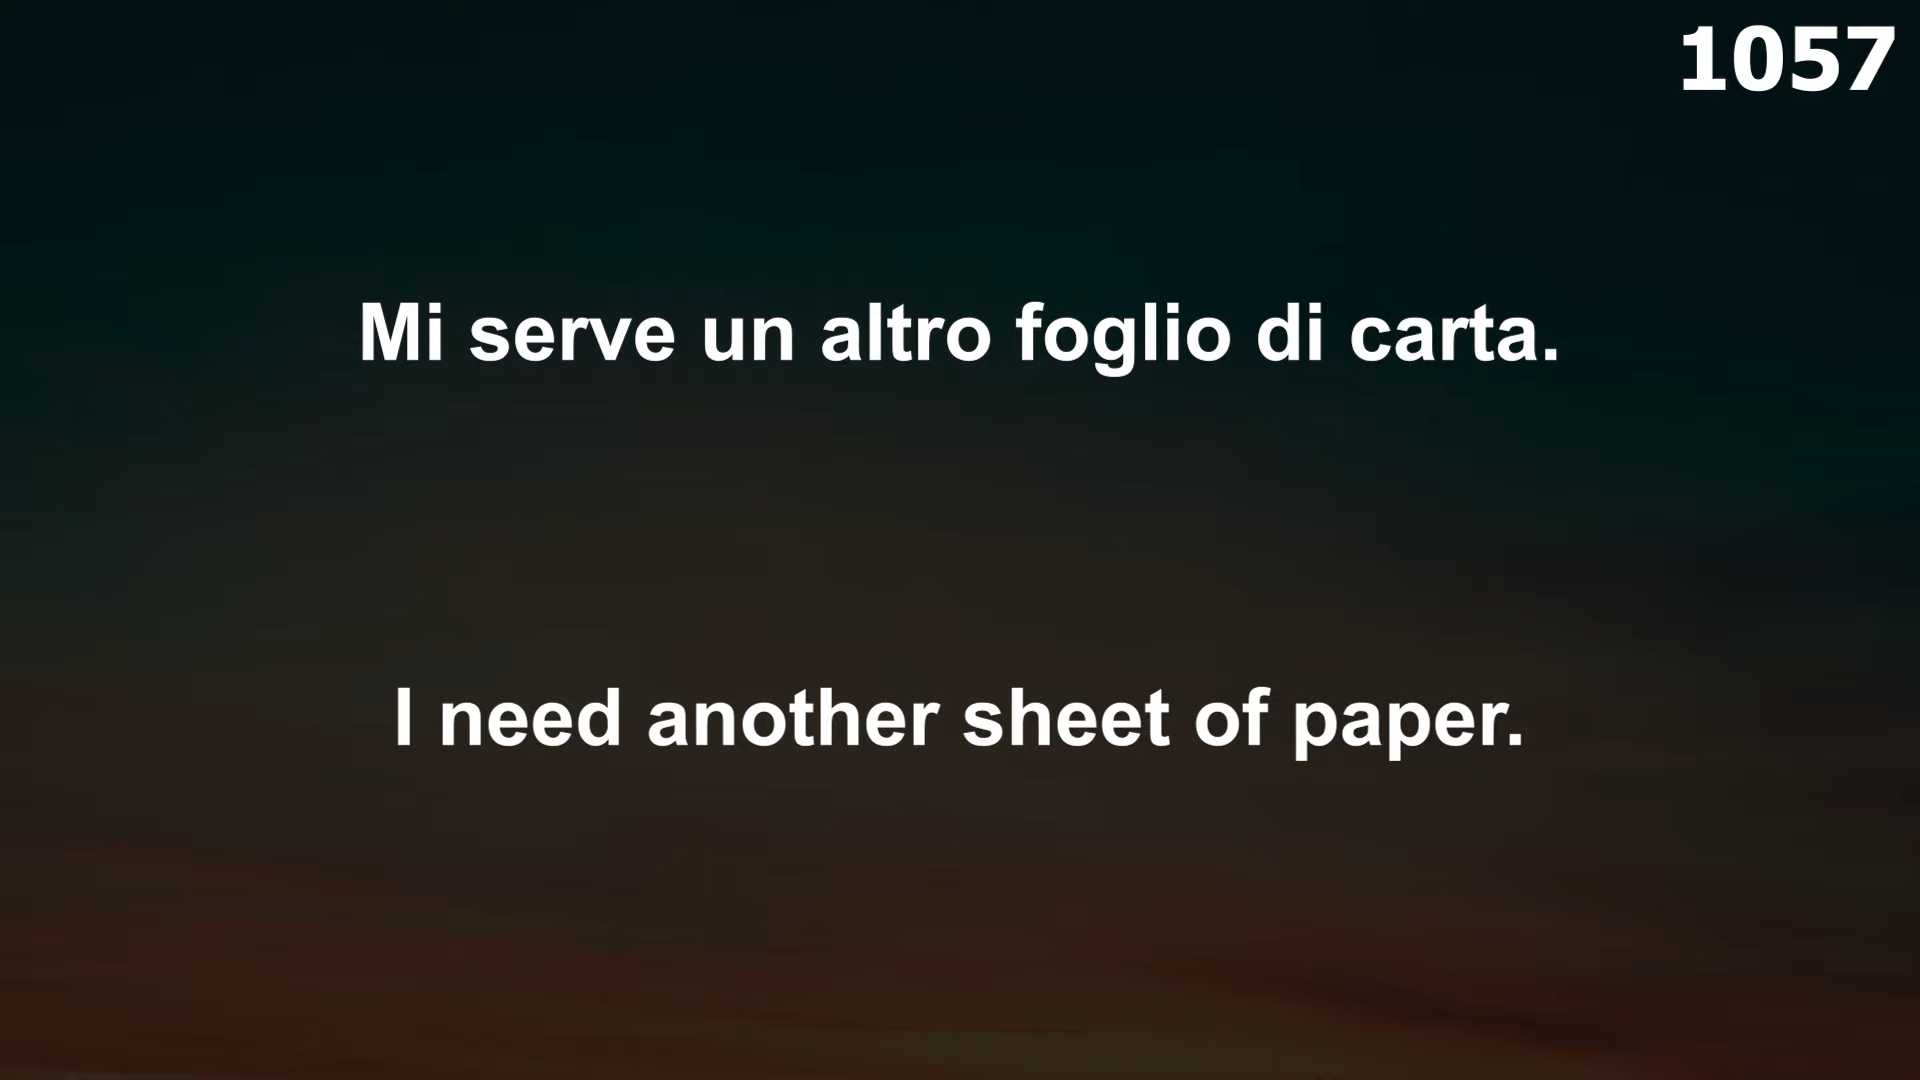 1057
Mi serve un altro foglio di carta.
I need another sheet of paper.